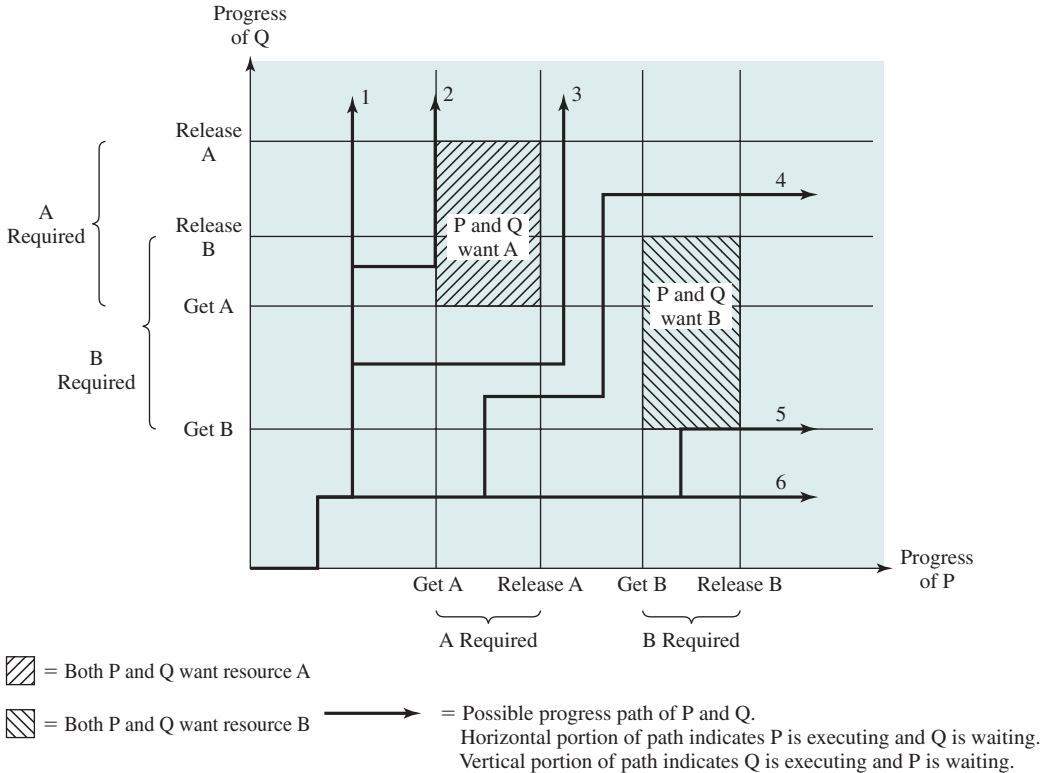 Progress
of Q
1
2
3
Release
A
4
A
Required
Release
B
P and Q
want A
P and Q
want B
Get A
B
Required
5
Get B
6
Progress
of P
Get A
Release A
Get B
Release B
A Required
B Required
= Both P and Q want resource A
= Both P and Q want resource B
= Possible progress path of P and Q.
Horizontal portion of path indicates P is executing and Q is waiting.
Vertical portion of path indicates Q is executing and P is waiting.